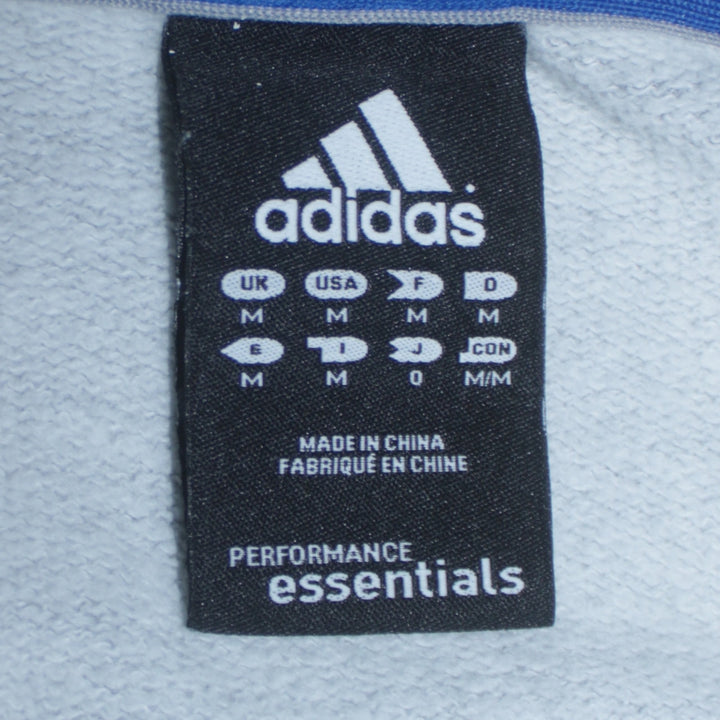 adidas
UK USA F D
M M M M
E I J CON
M M O M/M
MADE IN CHINA
FABRIQUÉ EN CHINE
PERFORMANCE
essentials